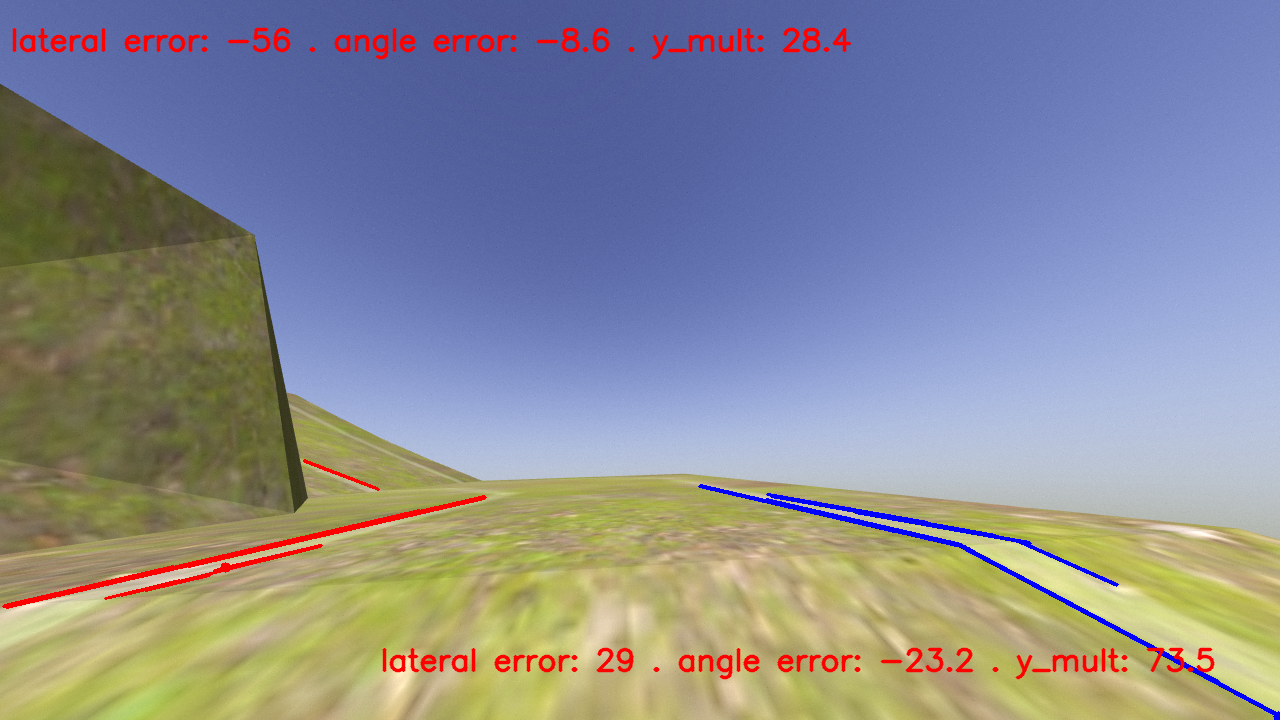 lateral error: -56 . angle error: -8.6 . y_mult: 28.4
lateral error: 29 . angle error: -23.2 . y_mult: 73.5